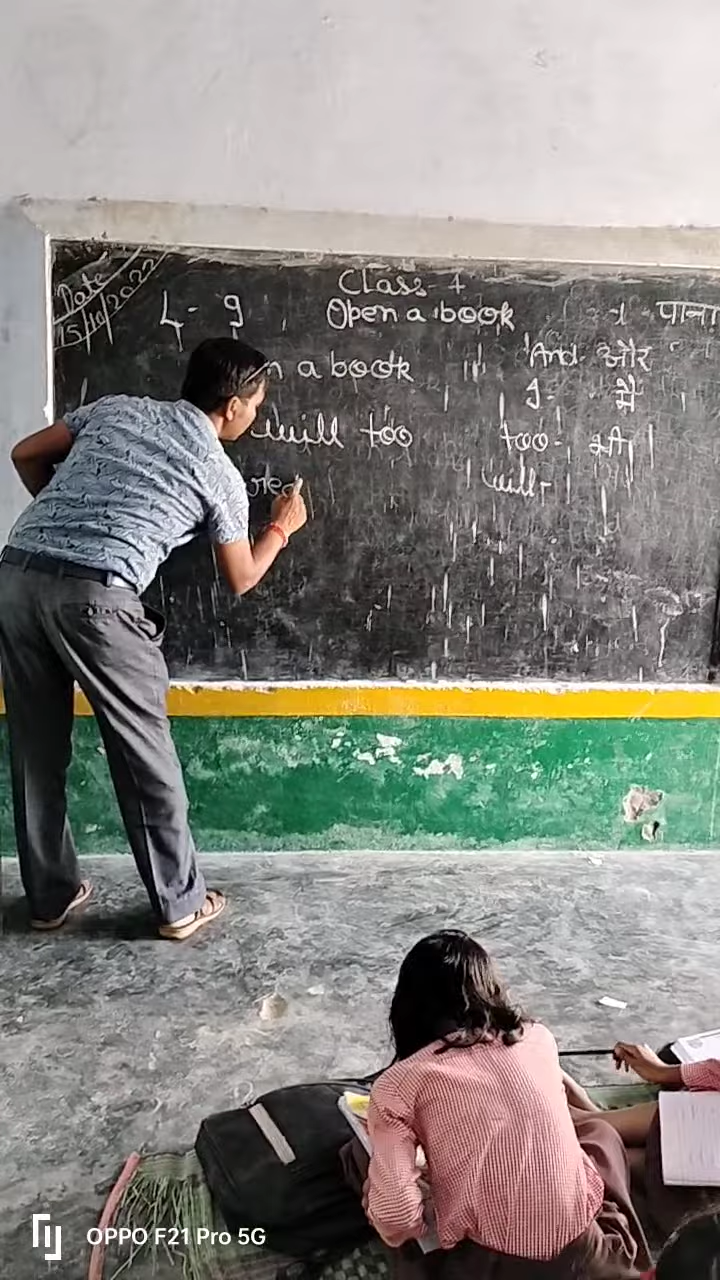 Date
15/10/2022
Class - 4
L - 9
Open a book
पाना
a book
And - और
I - मैं
will too
too - भी
will -
OPPO F21 Pro 5G